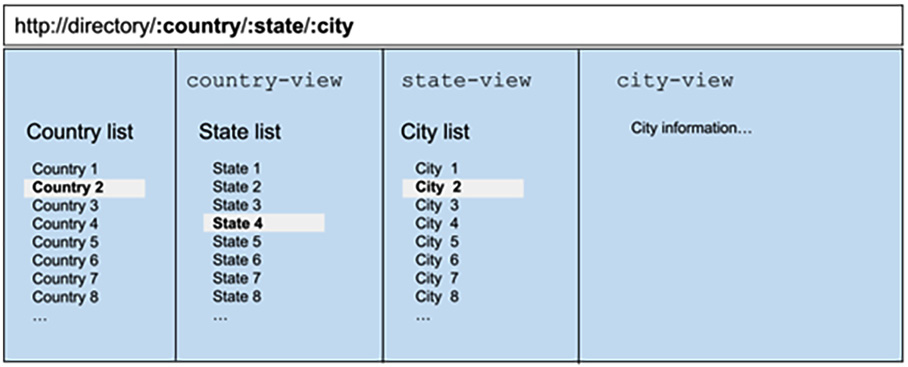 http://directory/:country/:state/:city
country-view
state-view
city-view
Country list
Country 1
Country 2
Country 3
Country 4
Country 5
Country 6
Country 7
Country 8
...
State list
State 1
State 2
State 3
State 4
State 5
State 6
State 7
State 8
...
City list
City 1
City 2
City 3
City 4
City 5
City 6
City 7
City 8
...
City information...